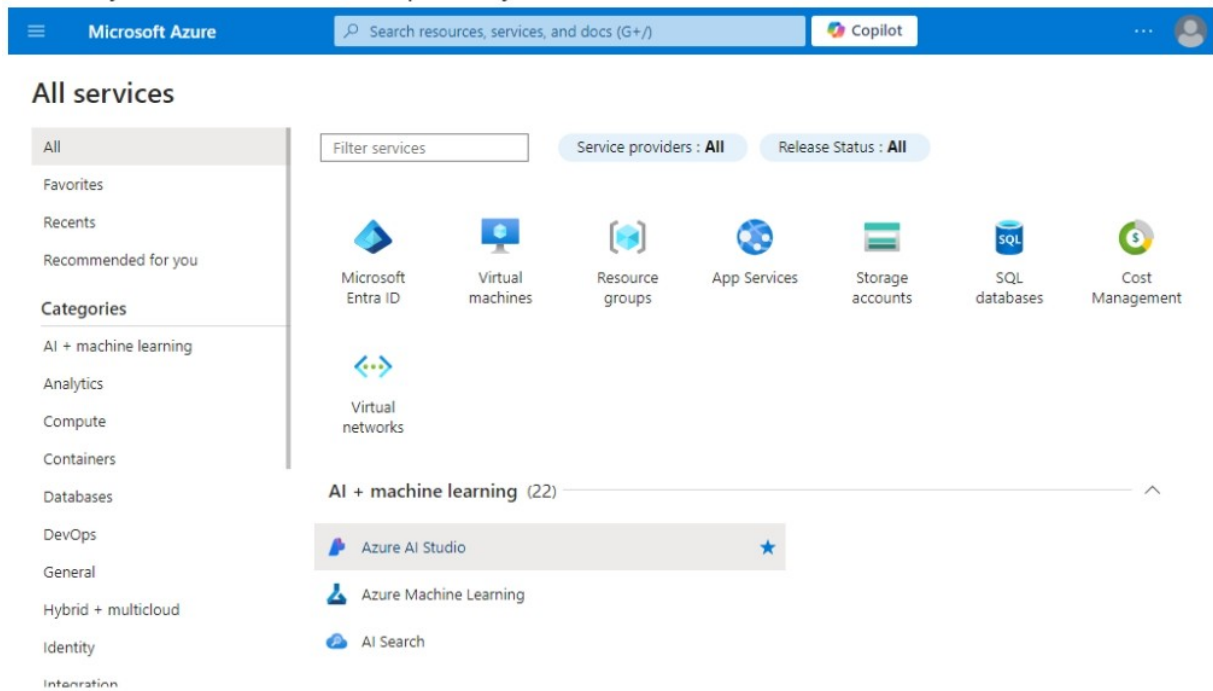 Microsoft Azure
Search resources, services, and docs (G+/)
Copilot
...
All services
All
Favorites
Recents
Recommended for you
Categories
AI + machine learning
Analytics
Compute
Containers
Databases
DevOps
General
Hybrid + multicloud
Identity
Integration
Filter services
Service providers : All
Release Status : All
Microsoft
Entra ID
Virtual
machines
Resource
groups
App Services
Storage
accounts
SQL
SQL
databases
$
Cost
Management
Virtual
networks
AI + machine learning (22)
Azure AI Studio
Azure Machine Learning
AI Search